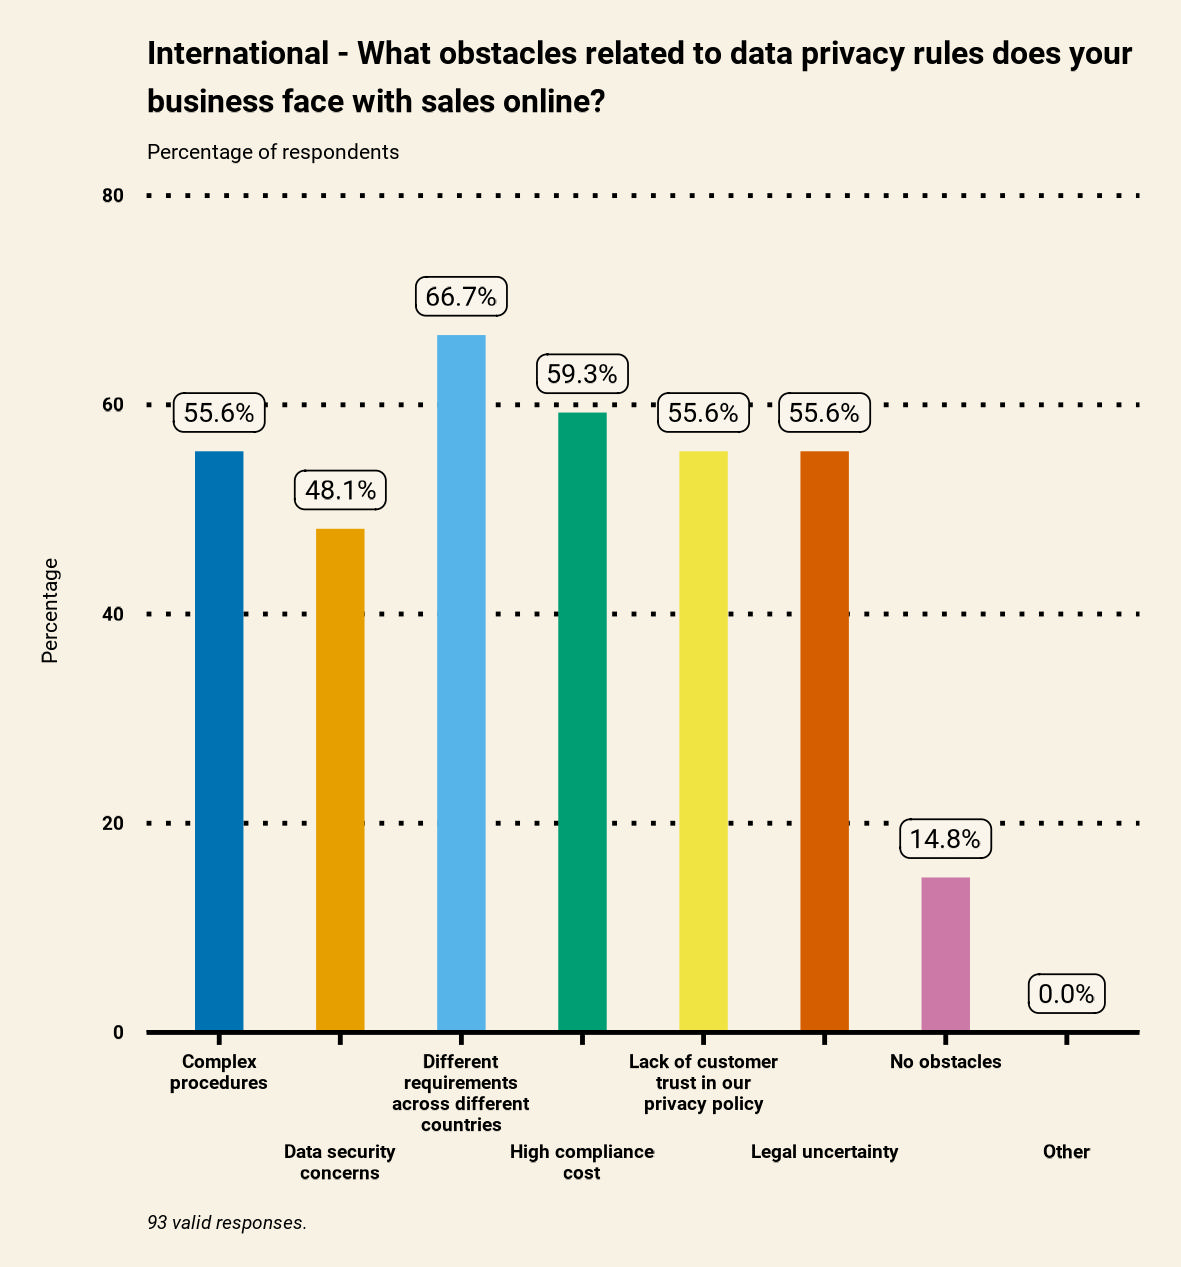 International - What obstacles related to data privacy rules does your
business face with sales online?
Percentage of respondents
80
60
40
20
0
Percentage
55.6%
48.1%
66.7%
59.3%
55.6%
55.6%
14.8%
0.0%
Complex
procedures
Data security
concerns
Different
requirements
across different
countries
High compliance
cost
Lack of customer
trust in our
privacy policy
Legal uncertainty
No obstacles
Other
93 valid responses.